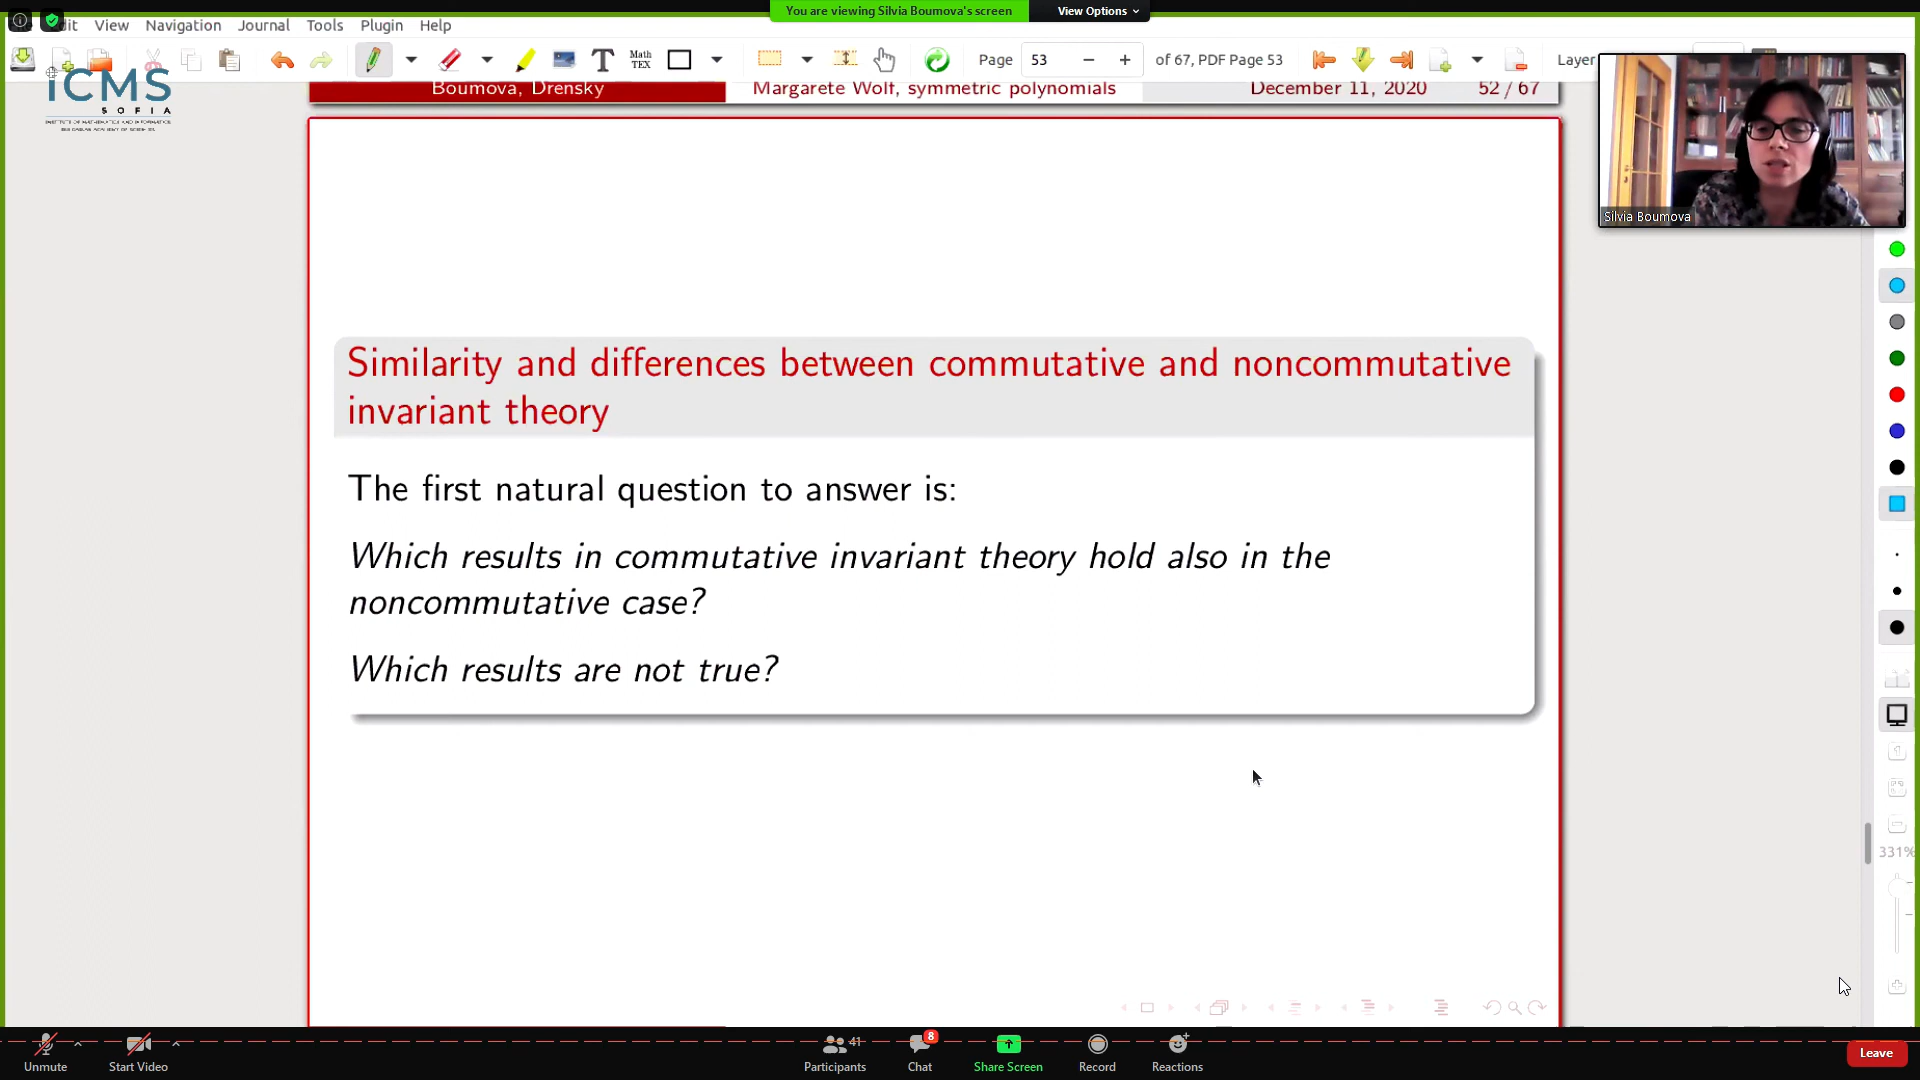 You are viewing Silvia Boumova's screen
View Options
View Navigation Journal Tools Plugin Help
Math TEX
Page 53 of 67, PDF Page 53
Layer
iCMS
SOFIA
Boumova, Drensky
Margarete Wolf, symmetric polynomials
December 11, 2020
52 / 67
Silvia Boumova
Similarity and differences between commutative and noncommutative
invariant theory
The first natural question to answer is:
Which results in commutative invariant theory hold also in the
noncommutative case?
Which results are not true?
331%
Unmute
Start Video
41
Participants
8
Chat
Share Screen
Record
Reactions
Leave